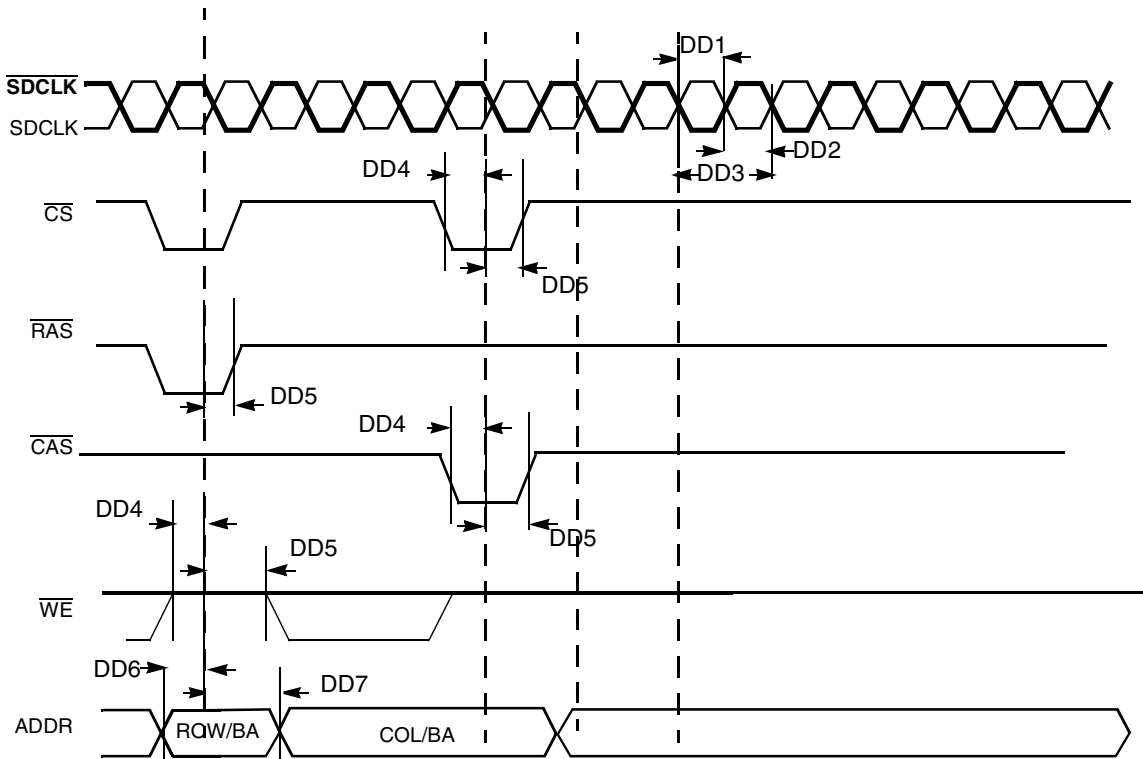 DD1
SDCLK
SDCLK
DD4
DD2
DD3
CS
DD5
RAS
DD5
DD4
CAS
DD4
DD5
DD5
WE
DD6
DD7
ADDR
ROW/BA
COL/BA